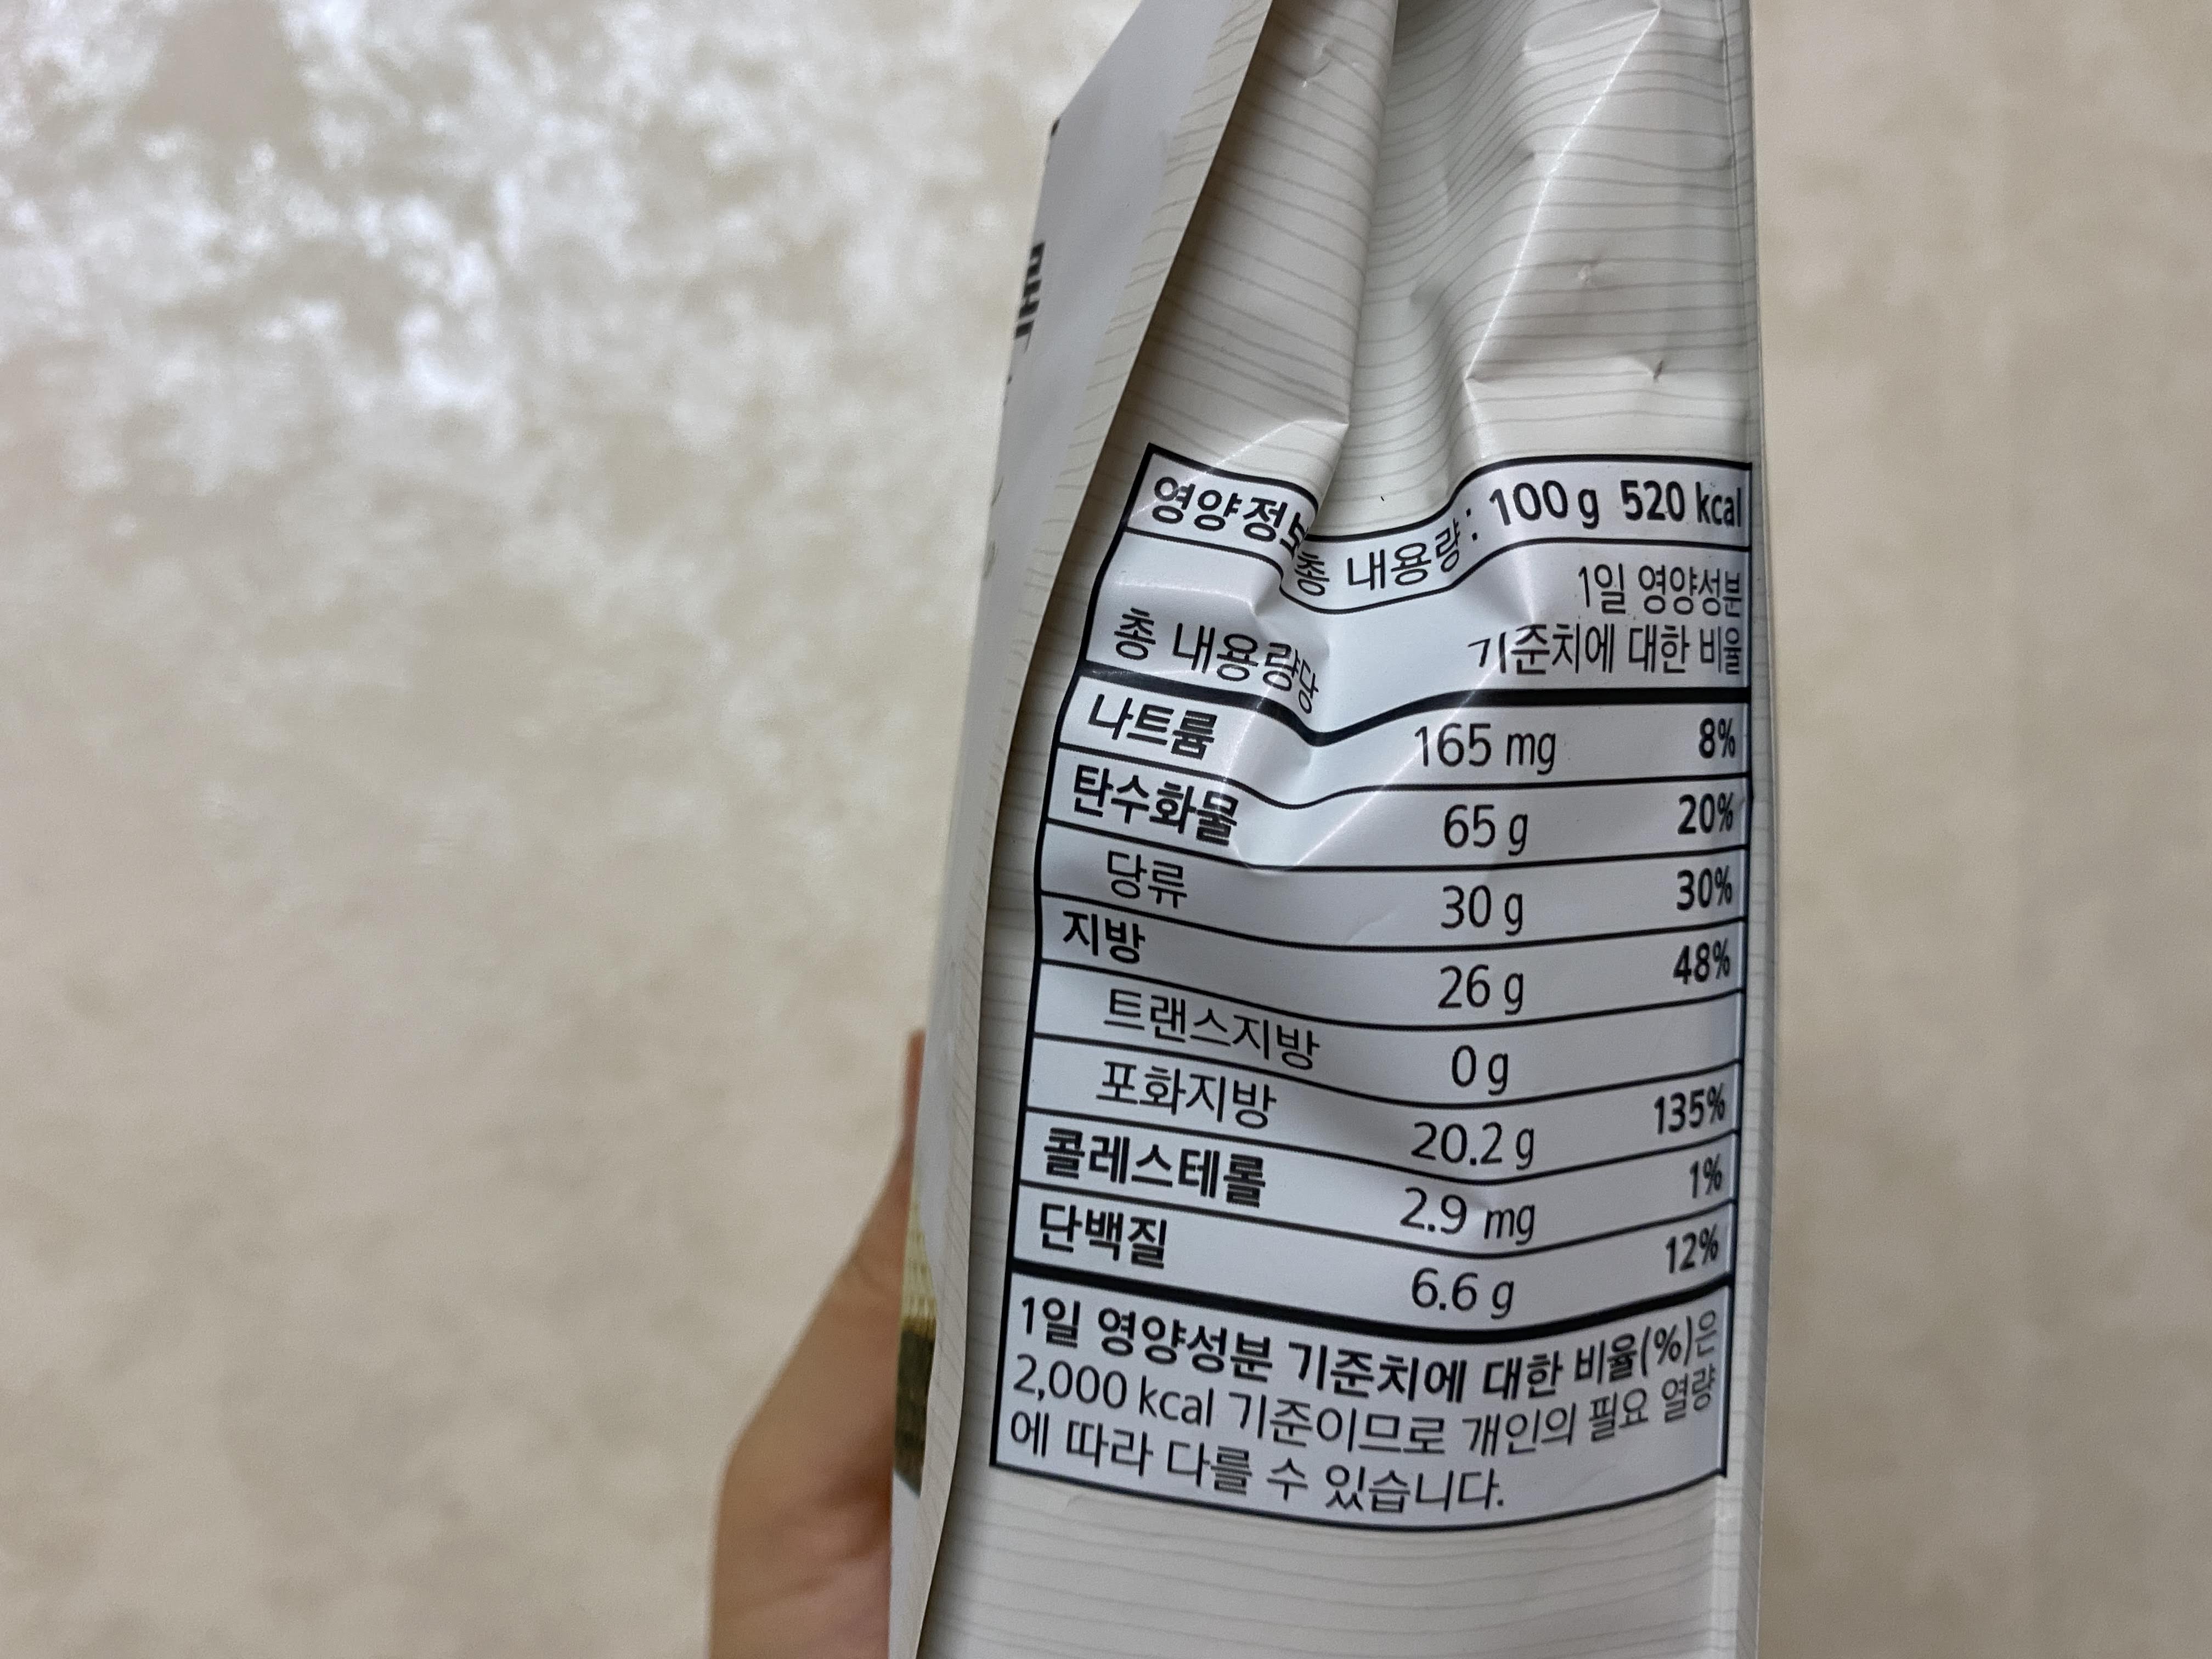 영양정보 총 내용량: 100 g 520 kcal
총 내용량당 1일 영양성분
기준치에 대한 비율
나트륨 165 mg 8%
탄수화물 65 g 20%
당류 30 g 30%
지방 26 g 48%
트랜스지방 0 g
포화지방 20.2 g 135%
콜레스테롤 2.9 mg 1%
단백질 6.6 g 12%
1일 영양성분 기준치에 대한 비율(%)은
2,000 kcal 기준이므로 개인의 필요 열량
에 따라 다를 수 있습니다.